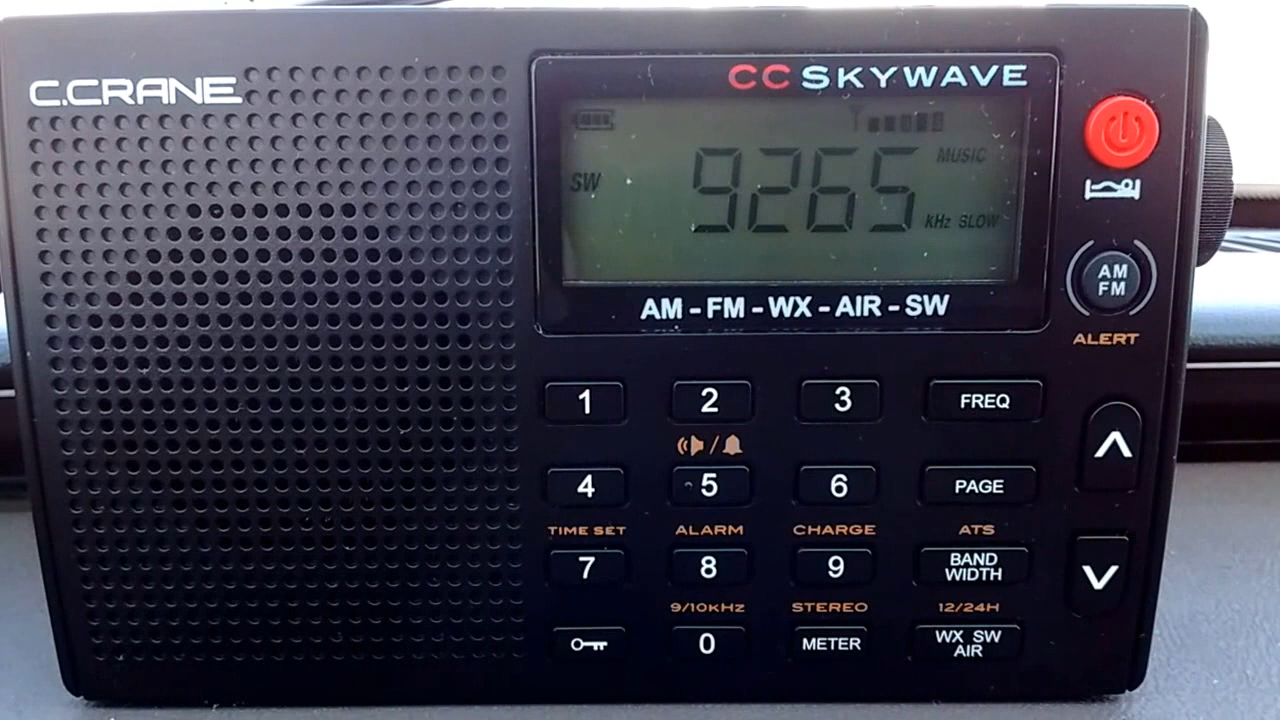 C.CRANE
CC SKYWAVE
MUSIC
SW 9265
kHz SLOW
AM - FM - WX - AIR - SW
AM
FM
ALERT
1 2 3 FREQ
4 5 6 PAGE
TIME SET ALARM CHARGE ATS
7 8 9 BAND WIDTH
9/10KHZ STEREO 12/24H
0 METER WX SW AIR